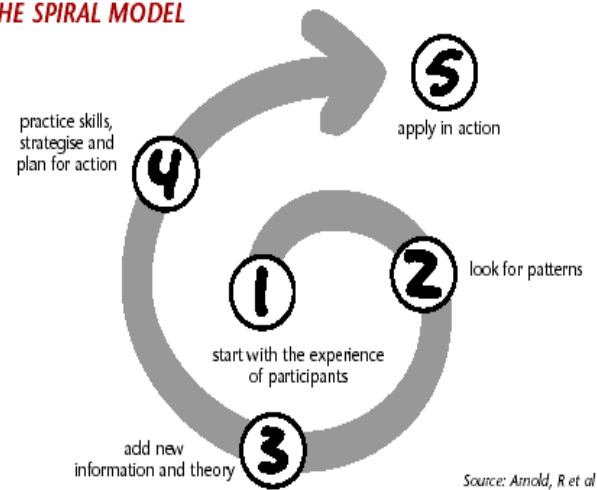 HE SPIRAL MODEL
5
apply in action
practice skills,
strategise and
plan for action
4
1
start with the experience
of participants
2
look for patterns
3
add new
information and theory
Source: Arnold, R et al